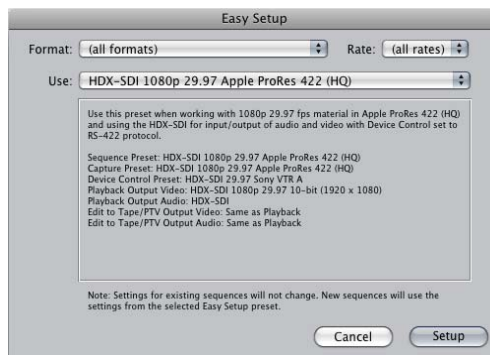 Easy Setup
Format: (all formats) Rate: (all rates)
Use: HDX-SDI 1080p 29.97 Apple ProRes 422 (HQ)
Use this preset when working with 1080p 29.97 fps material in Apple ProRes 422 (HQ)
and using the HDX-SDI for input/output of audio and video with Device Control set to
RS-422 protocol.
Sequence Preset: HDX-SDI 1080p 29.97 Apple ProRes 422 (HQ)
Capture Preset: HDX-SDI 1080p 29.97 Apple ProRes 422 (HQ)
Device Control Preset: HDX-SDI 29.97 Sony VTR A
Playback Output Video: HDX-SDI 1080p 29.97 10-bit (1920 x 1080)
Playback Output Audio: HDX-SDI
Edit to Tape/PTV Output Video: Same as Playback
Edit to Tape/PTV Output Audio: Same as Playback
Note: Settings for existing sequences will not change. New sequences will use the
settings from the selected Easy Setup preset.
Cancel Setup